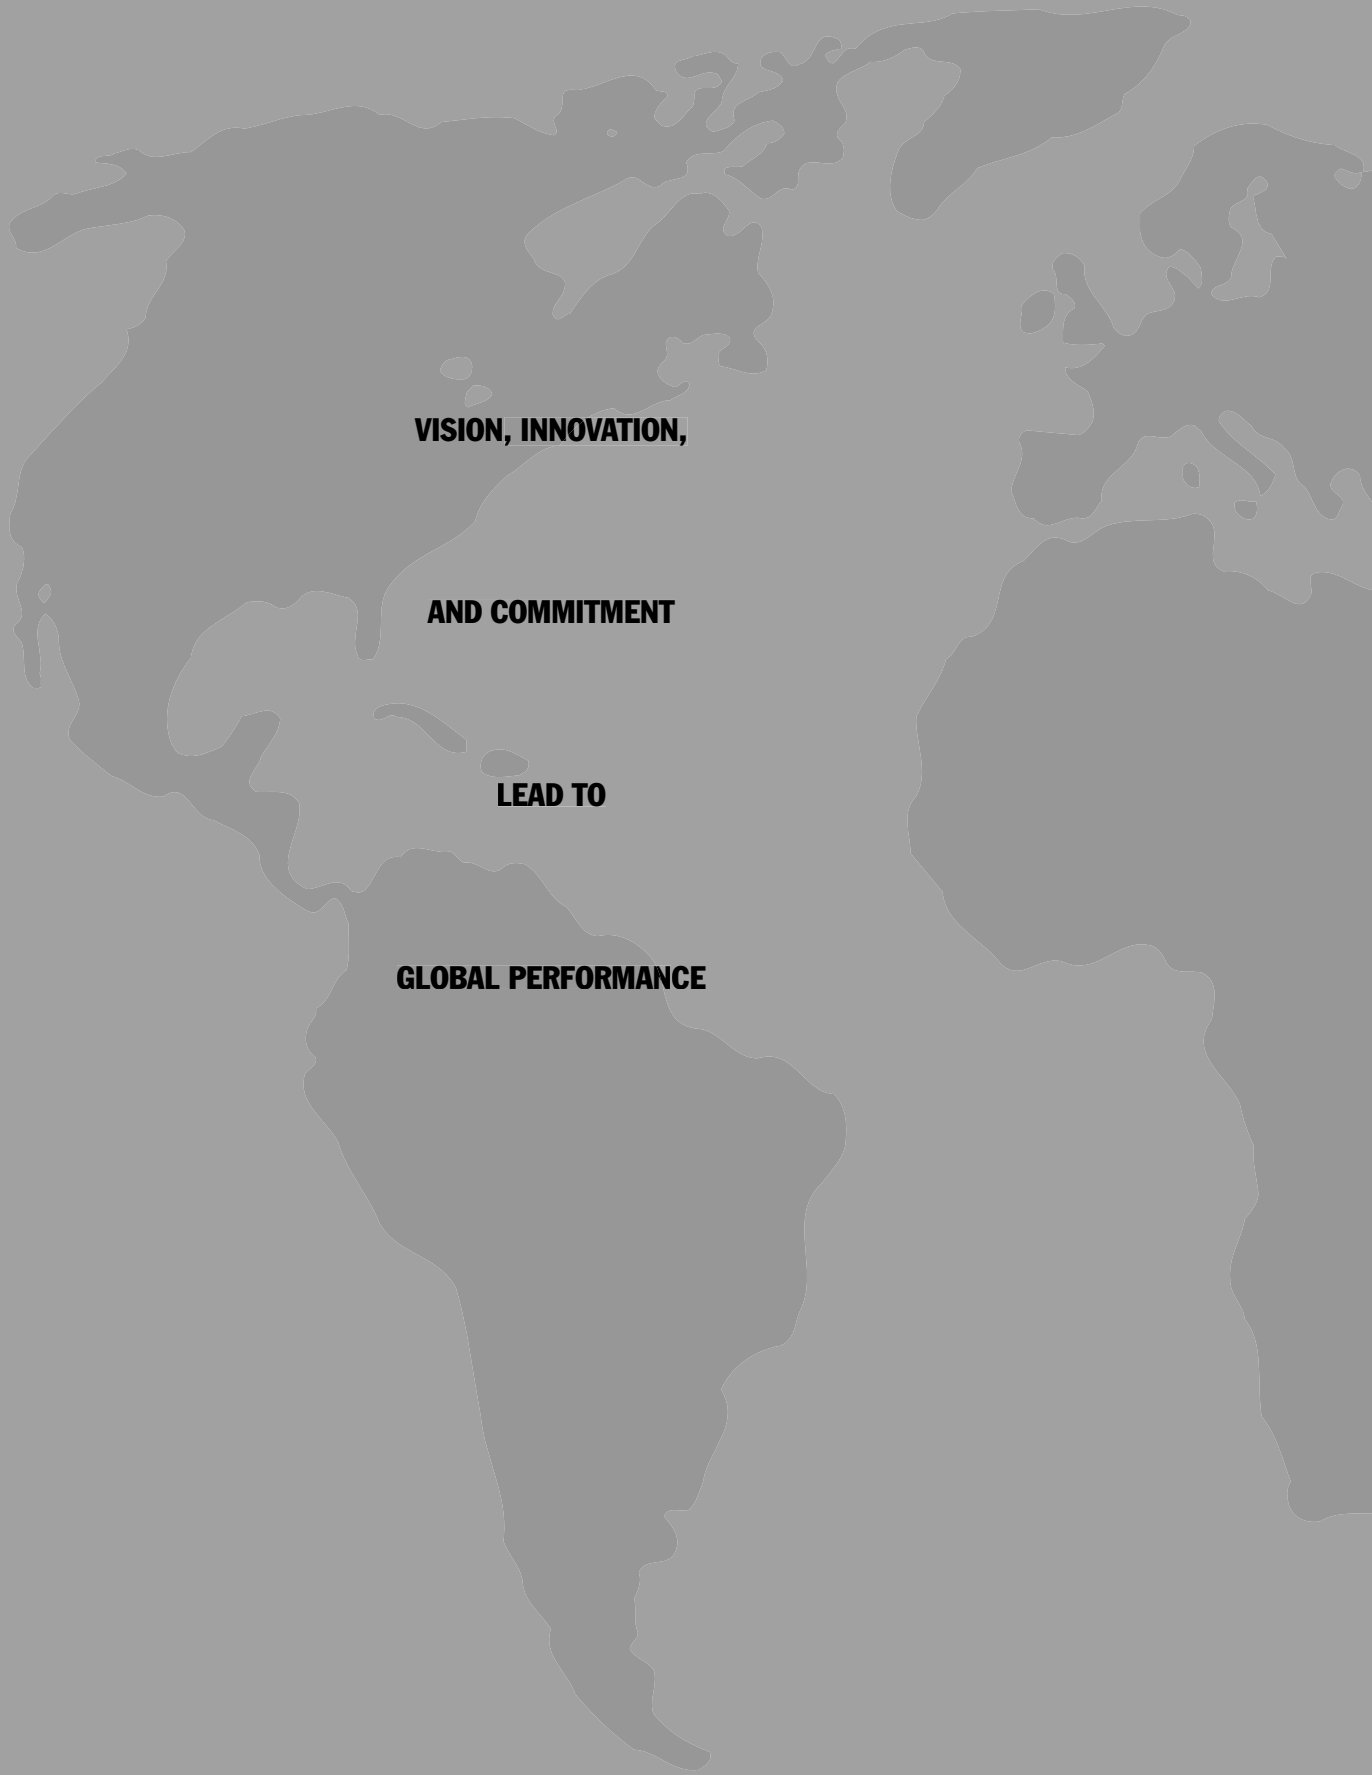 VISION, INNOVATION,
AND COMMITMENT
LEAD TO
GLOBAL PERFORMANCE